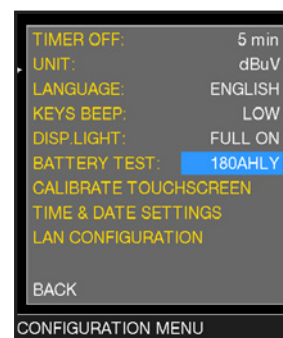 TIMER OFF: 5 min
UNIT: dBuV
LANGUAGE: ENGLISH
KEYS BEEP: LOW
DISP.LIGHT: FULL ON
BATTERY TEST: 180AHLY
CALIBRATE TOUCHSCREEN
TIME & DATE SETTINGS
LAN CONFIGURATION
BACK
CONFIGURATION MENU